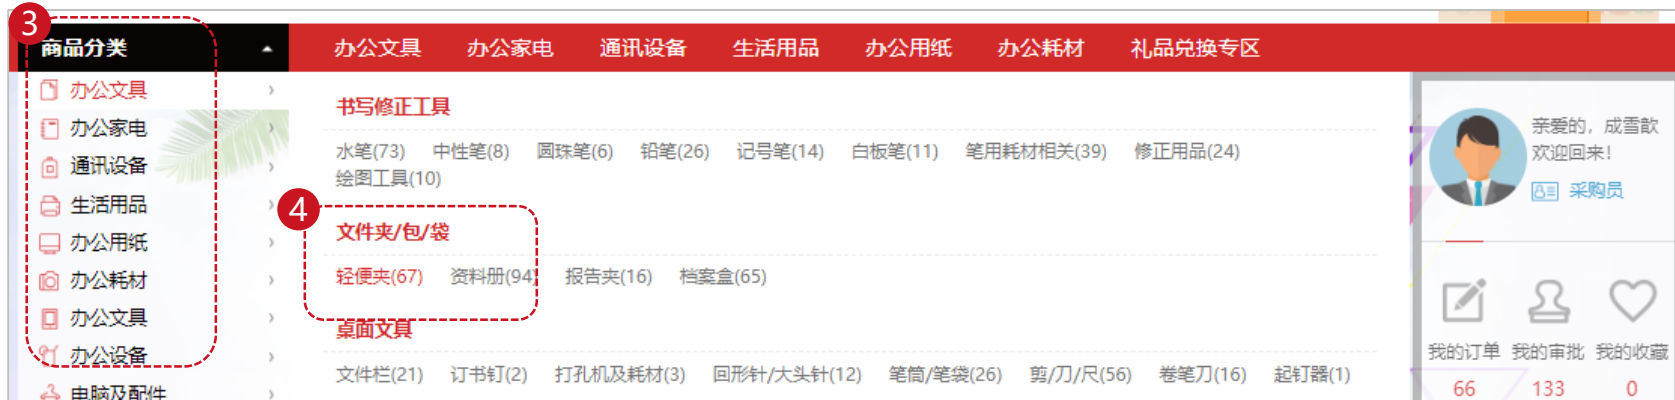 3
商品分类
办公文具 办公家电 通讯设备 生活用品 办公用纸 办公耗材 礼品兑换专区
办公文具
办公家电
通讯设备
生活用品
办公用纸
办公耗材
办公文具
办公设备
电脑及配件
书写修正工具
水笔(73) 中性笔(8) 圆珠笔(6) 铅笔(26) 记号笔(14) 白板笔(11) 笔用耗材相关(39) 修正用品(24)
绘图工具(10)
4
文件夹/包/袋
轻便夹(67) 资料册(94) 报告夹(16) 档案盒(65)
桌面文具
文件栏(21) 订书钉(2) 打孔机及耗材(3) 回形针/大头针(12) 笔筒/笔袋(26) 剪/刀/尺(56) 卷笔刀(16) 起钉器(1)
亲爱的，成雪歆
欢迎回来！
采购员
我的订单 我的审批 我的收藏
66 133 0